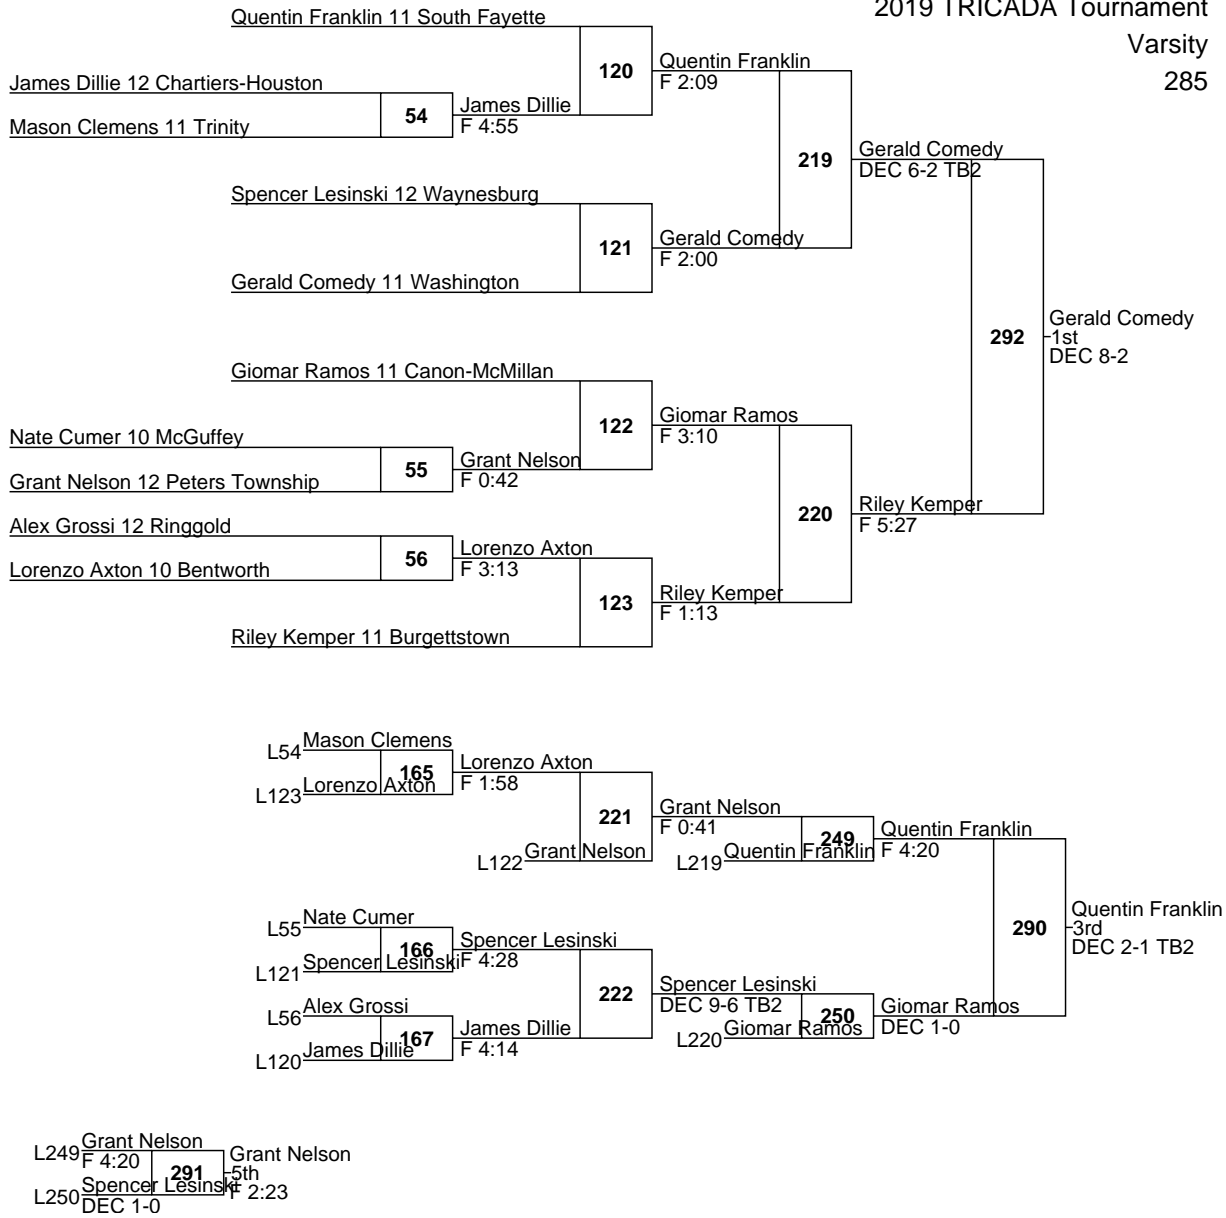 2019 TRICADA Tournament
Varsity
285
Quentin Franklin 11 South Fayette
120
Quentin Franklin
F 2:09
James Dillie 12 Chartiers-Houston
54
James Dillie
F 4:55
Mason Clemens 11 Trinity
219
Gerald Comedy
DEC 6-2 TB2
Spencer Lesinski 12 Waynesburg
121
Gerald Comedy
F 2:00
Gerald Comedy 11 Washington
292
Gerald Comedy
1st
DEC 8-2
Giomar Ramos 11 Canon-McMillan
122
Giomar Ramos
F 3:10
Nate Cumer 10 McGuffey
55
Grant Nelson
F 0:42
Grant Nelson 12 Peters Township
220
Riley Kemper
F 5:27
Alex Grossi 12 Ringgold
56
Lorenzo Axton
F 3:13
Lorenzo Axton 10 Bentworth
123
Riley Kemper
F 1:13
Riley Kemper 11 Burgettstown
L54 Mason Clemens
165
Lorenzo Axton
F 1:58
L123 Lorenzo Axton
221
Grant Nelson
F 0:41
L122 Grant Nelson
249
L219 Quentin Franklin
Quentin Franklin
F 4:20
L55 Nate Cumer
166
Spencer Lesinski
F 4:28
L121 Spencer Lesinski
290
Quentin Franklin
3rd
DEC 2-1 TB2
222
Spencer Lesinski
DEC 9-6 TB2
L56 Alex Grossi
167
James Dillie
F 4:14
L120 James Dillie
250
L220 Giomar Ramos
Giomar Ramos
DEC 1-0
L249 Grant Nelson
F 4:20
291
Grant Nelson
5th
F 2:23
L250 Spencer Lesinski
DEC 1-0